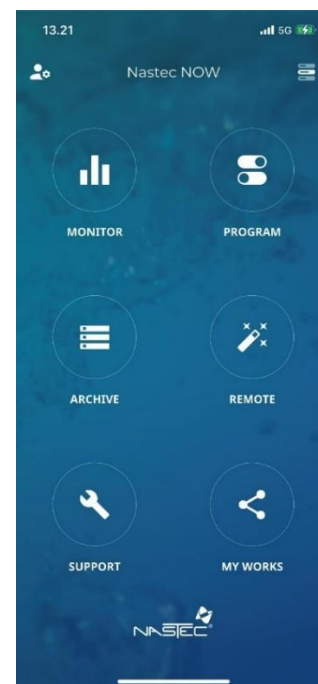 13.21 5G
Nastec NOW
MONITOR PROGRAM
ARCHIVE REMOTE
SUPPORT MY WORKS
NASTEC®